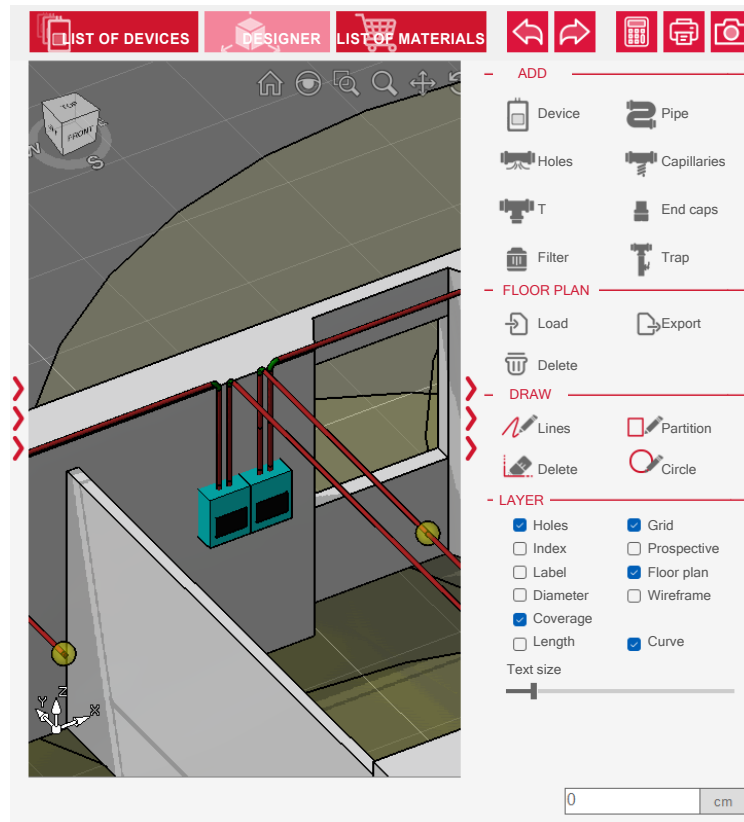 LIST OF DEVICES
DESIGNER
LIST OF MATERIALS
ADD
Device
Pipe
Holes
Capillaries
T
End caps
Filter
Trap
FLOOR PLAN
Load
Export
Delete
DRAW
Lines
Partition
Delete
Circle
LAYER
Holes
Grid
Index
Prospective
Label
Floor plan
Diameter
Wireframe
Coverage
Length
Curve
Text size
0
cm
TOP
FRONT
S
Z
Y
X